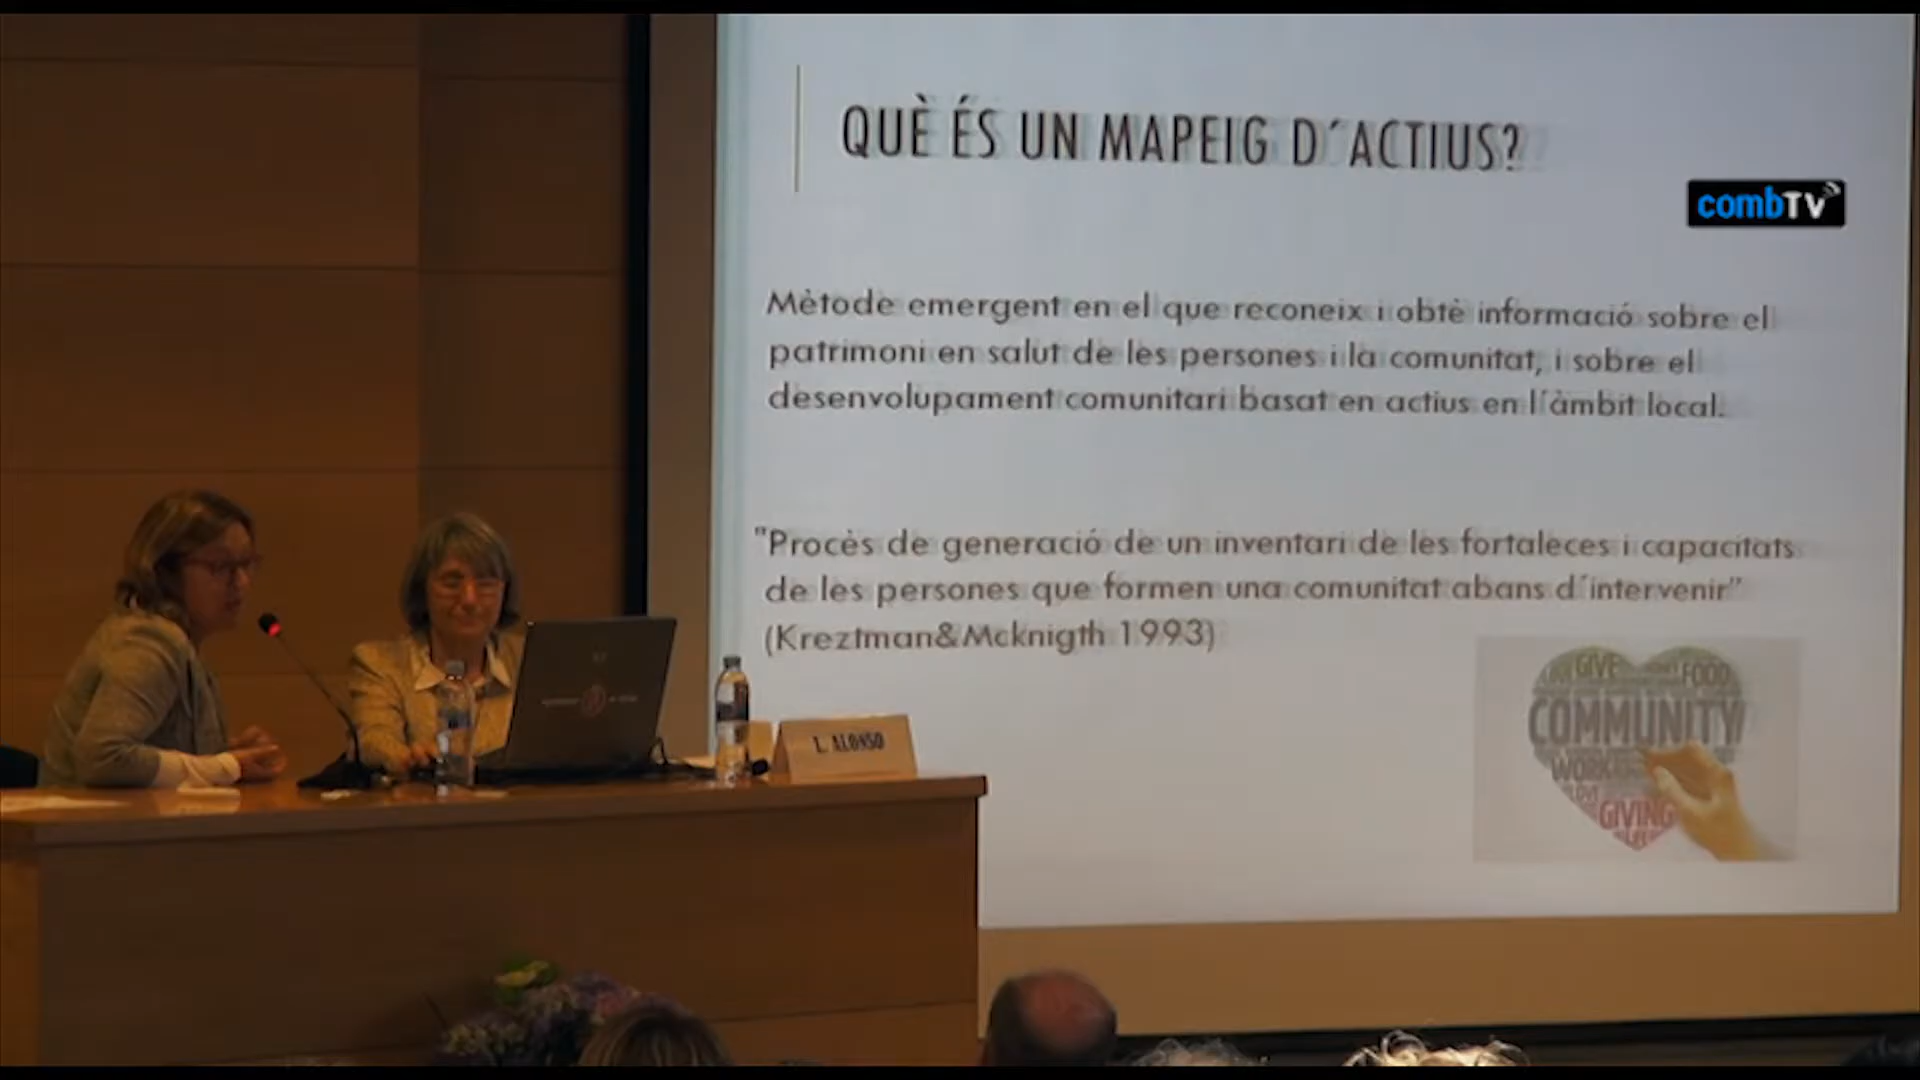 QUÈ ÉS UN MAPEIG D´ACTIUS?
combTV
Mètode emergent en el que reconeix i obtè informació sobre el
patrimoni en salut de les persones i la comunitat, i sobre el
desenvolupament comunitari basat en actius en l´àmbit local.
"Procès de generació de un inventari de les fortaleces i capacitats
de les persones que formen una comunitat abans d´intervenir"
(Kreztman&Mcknigth 1993)
GIVE
FOOD
COMMUNITY
WORK
GIVING
LIFE
L. ALONSO